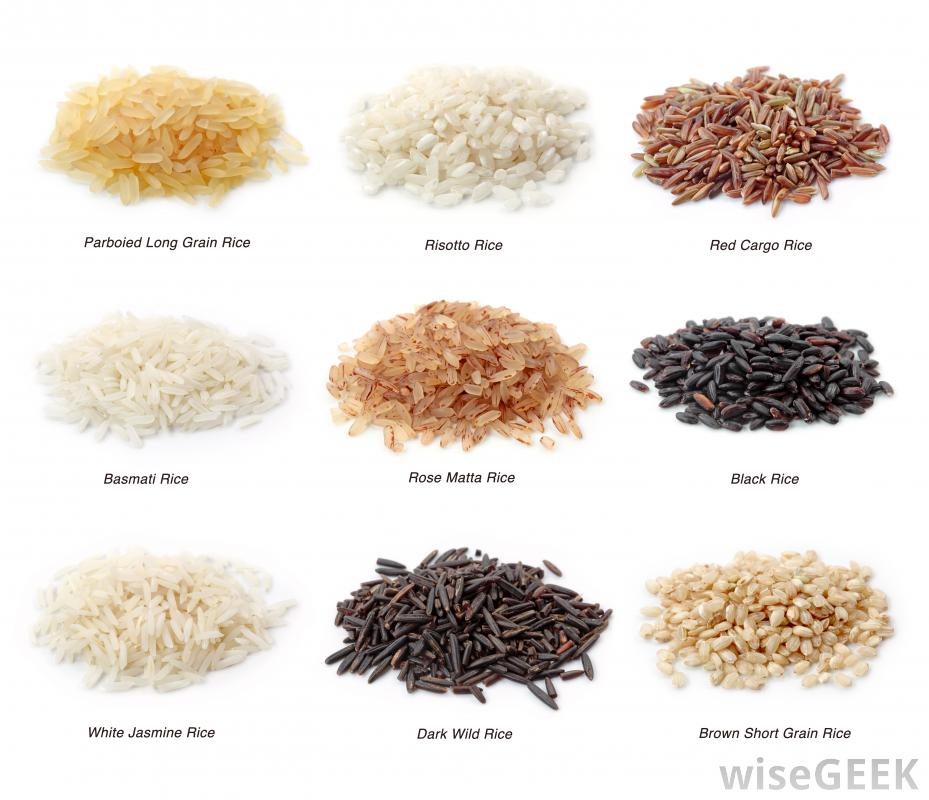 Parboied Long Grain Rice
Risotto Rice
Red Cargo Rice
Basmati Rice
Rose Matta Rice
Black Rice
White Jasmine Rice
Dark Wild Rice
Brown Short Grain Rice
wiseGEEK